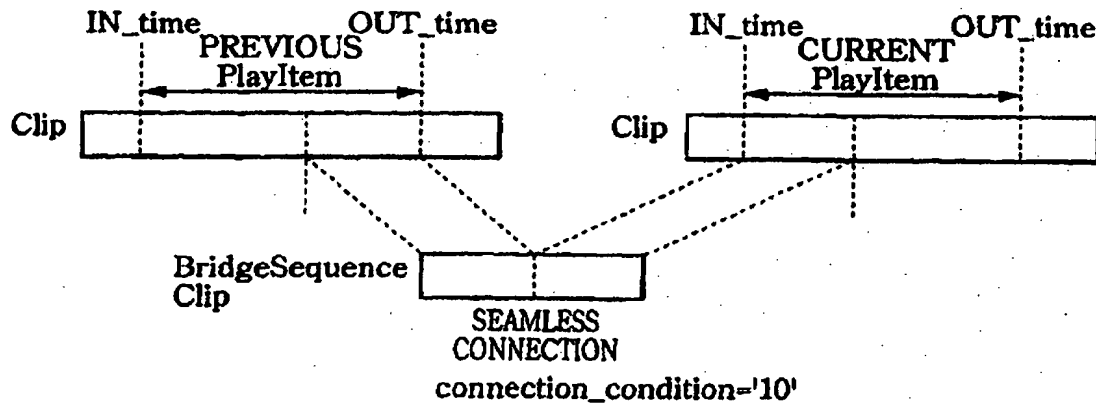 IN_time OUT_time IN_time OUT_time
PREVIOUS CURRENT
PlayItem PlayItem
Clip Clip
BridgeSequence
Clip
SEAMLESS
CONNECTION
connection_condition='10'